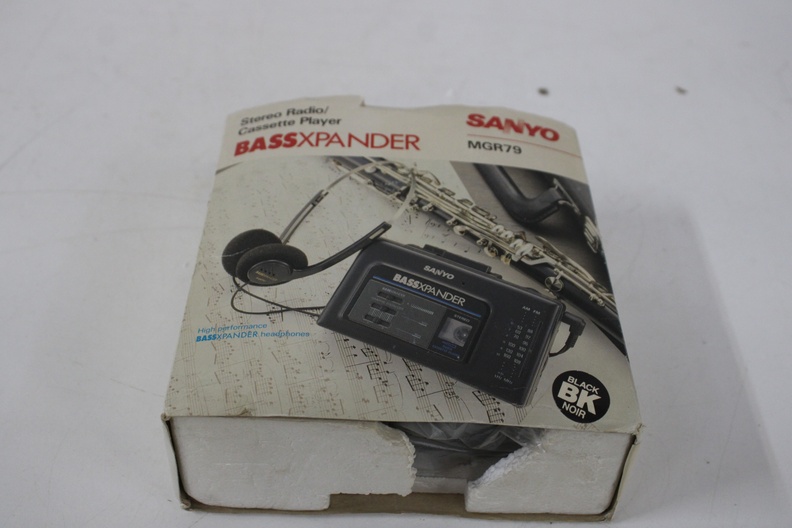 Stereo Radio/
Cassette Player
BASSXPANDER
SANYO
MGR79
SANYO
BASSXPANDER
High performance
BASSXPANDER headphones
BLACK
BK
NOIR